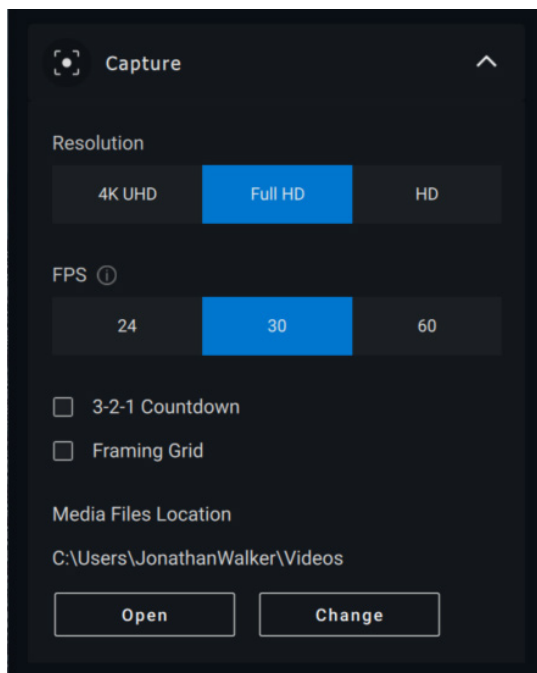 Capture
Resolution
4K UHD Full HD HD
FPS
24 30 60
3-2-1 Countdown
Framing Grid
Media Files Location
C:\Users\JonathanWalker\Videos
Open Change